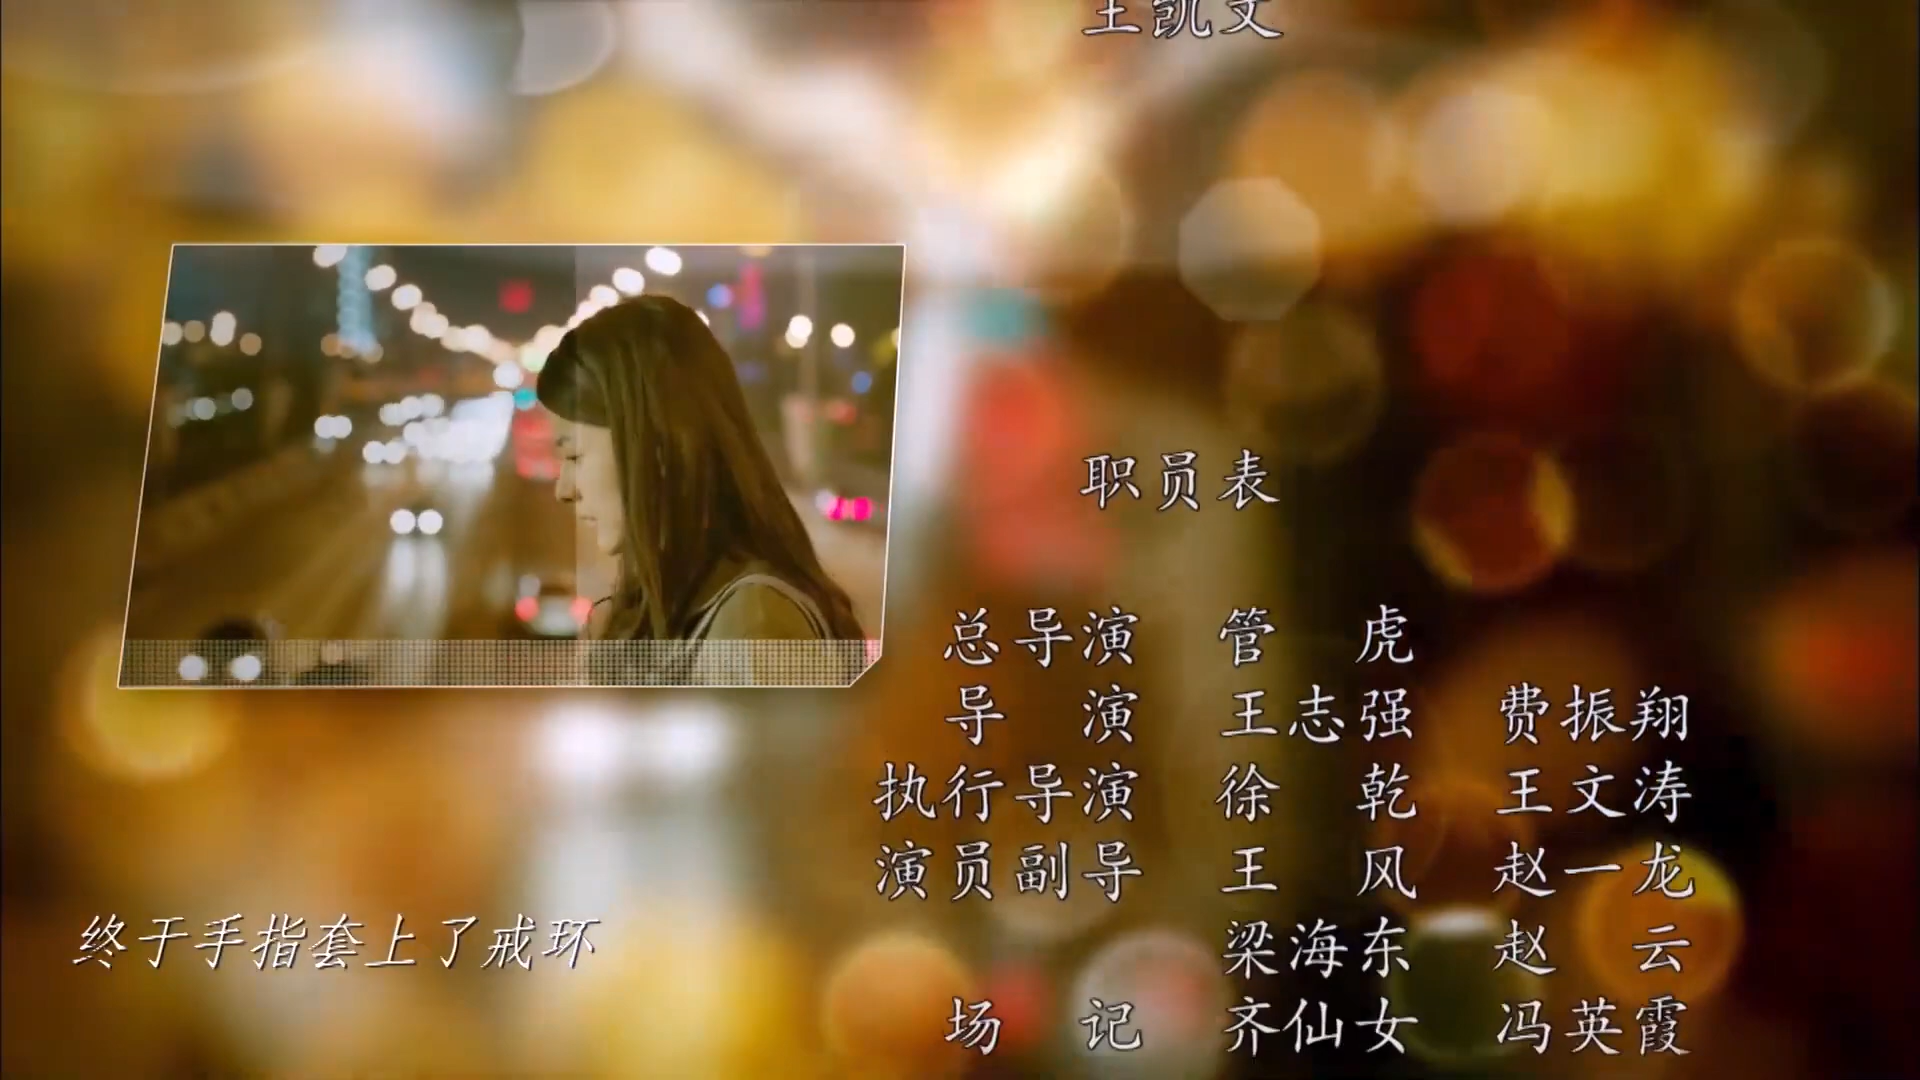 王凯文
职员表
总导演 管虎
导演 王志强 费振翔
执行导演 徐乾 王文涛
演员副导 王风 赵一龙
梁海东 赵云
场记 齐仙女 冯英霞
终于手指套上了戒环